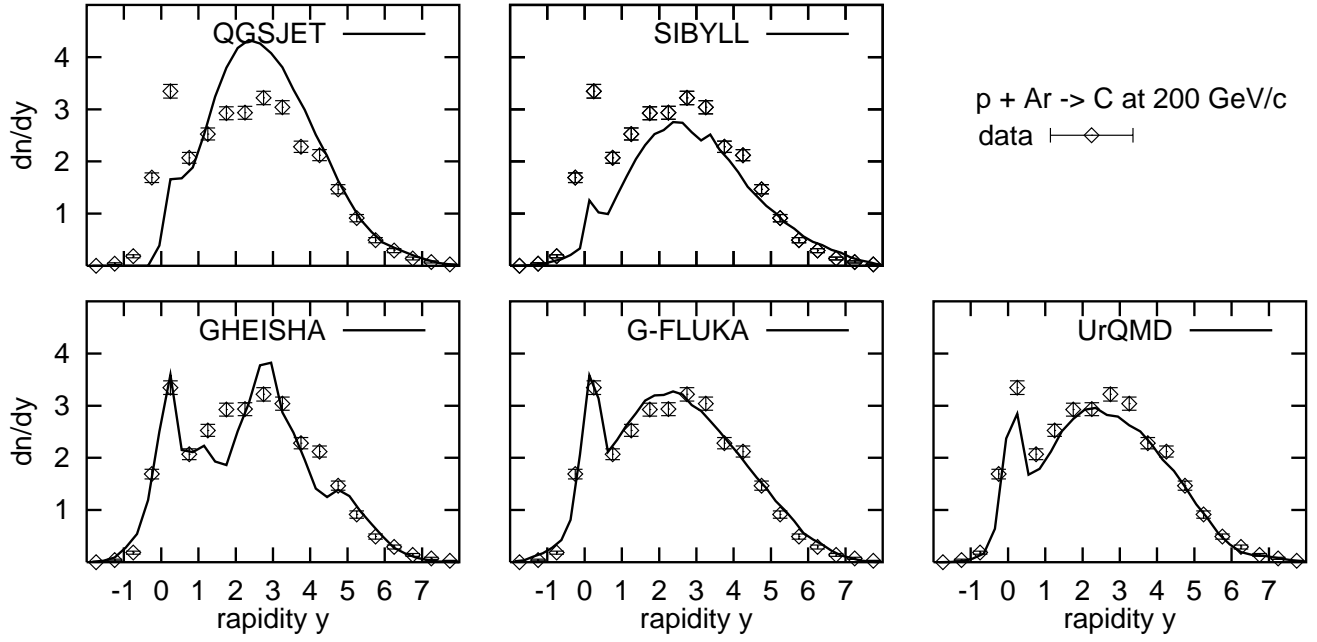 QGSJET
SIBYLL
4
3
2
1
dn/dy
p + Ar -> C at 200 GeV/c
data
GHEISHA
G-FLUKA
UrQMD
4
3
2
1
dn/dy
-1 0 1 2 3 4 5 6 7
-1 0 1 2 3 4 5 6 7
-1 0 1 2 3 4 5 6 7
rapidity y
rapidity y
rapidity y